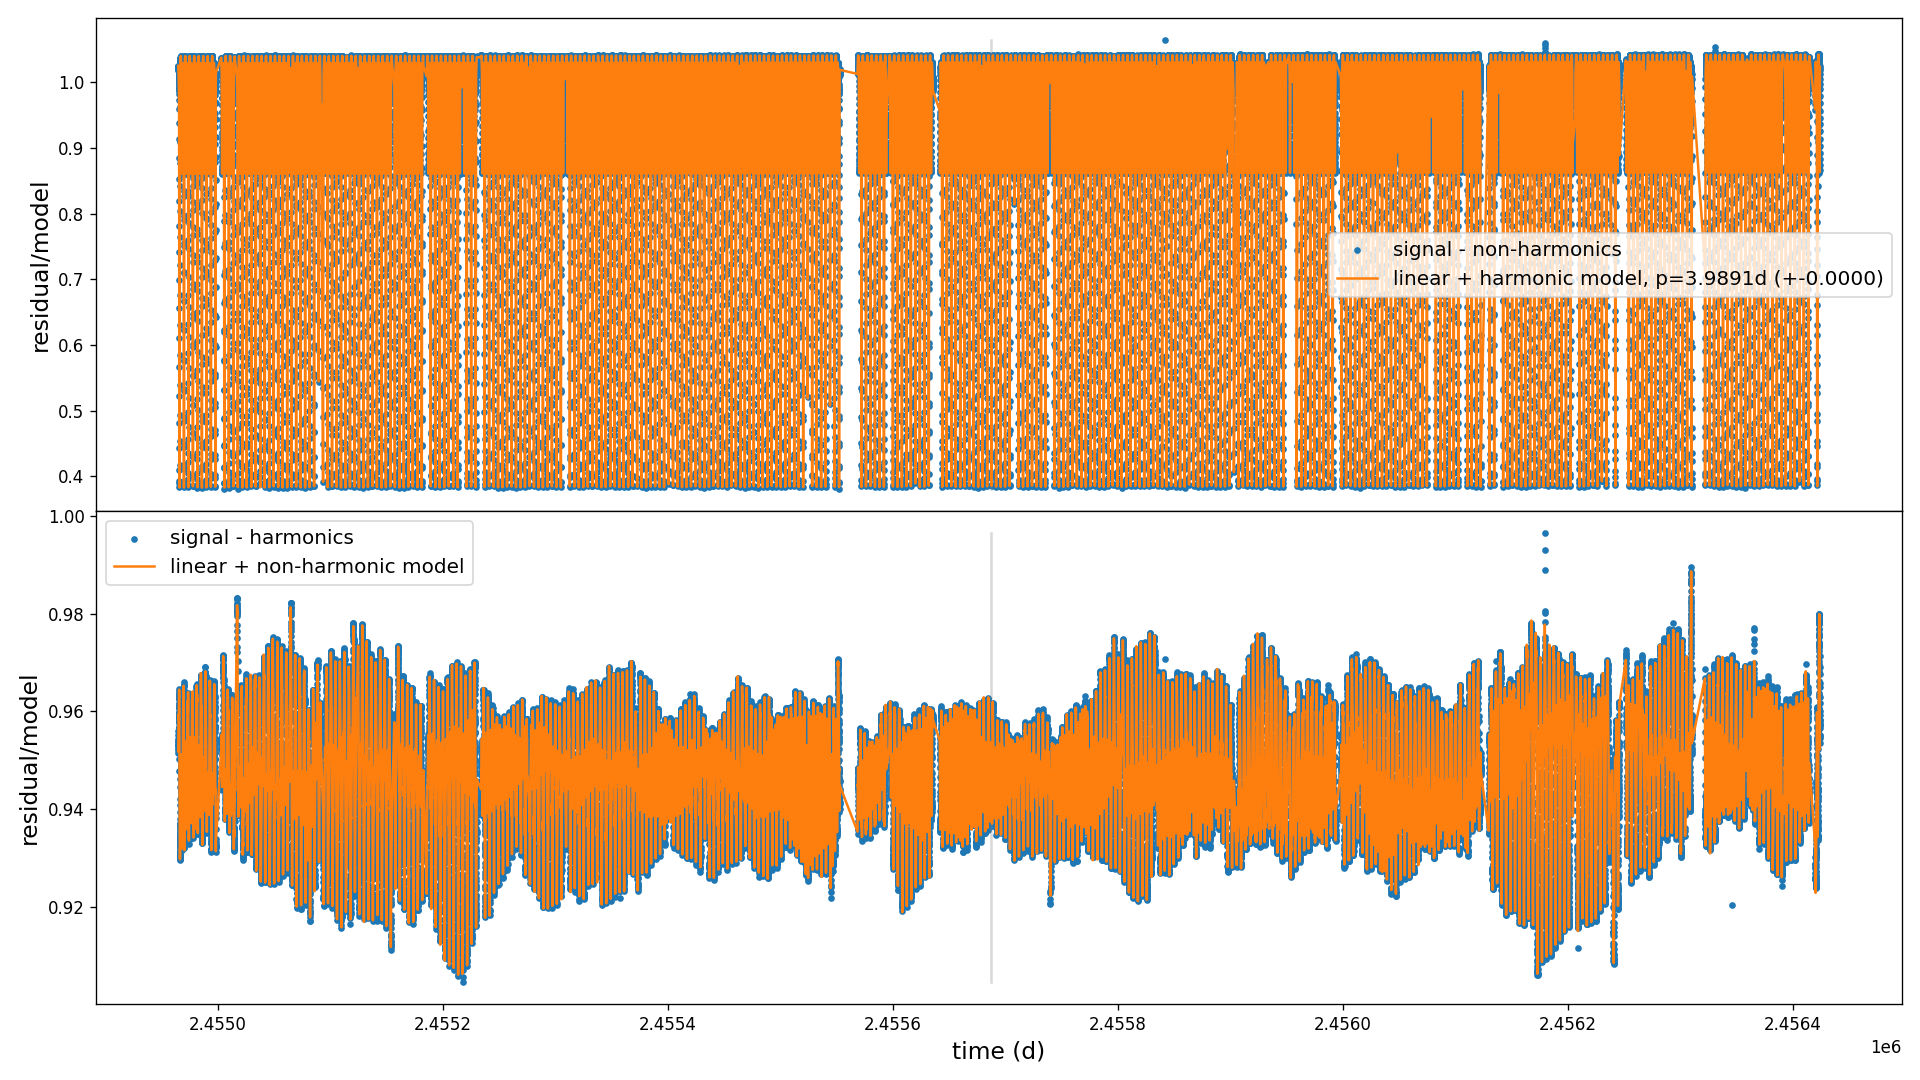 residual/model
1.0
0.9
0.8
0.7
0.6
0.5
0.4
signal - non-harmonics
linear + harmonic model, p=3.9891d (+-0.0000)
residual/model
1.00
0.98
0.96
0.94
0.92
signal - harmonics
linear + non-harmonic model
2.4550 2.4552 2.4554 2.4556 2.4558 2.4560 2.4562 2.4564
time (d)
1e6